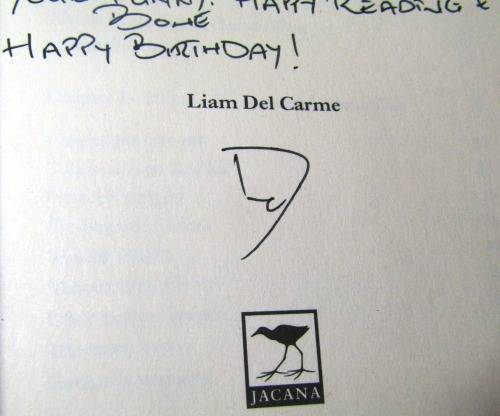 HAPPY READING &
DONE
HAPPY BIRTHDAY!
Liam Del Carme
JACANA